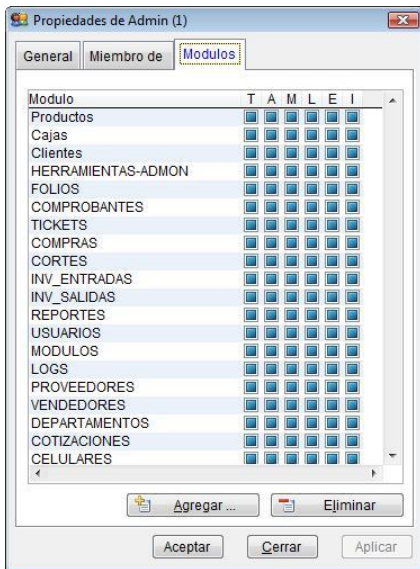 Propiedades de Admin (1)
General Miembro de Modulos
Modulo T A M L E I
Productos
Cajas
Clientes
HERRAMIENTAS-ADMON
FOLIOS
COMPROBANTES
TICKETS
COMPRAS
CORTES
INV_ENTRADAS
INV_SALIDAS
REPORTES
USUARIOS
MODULOS
LOGS
PROVEEDORES
VENDEDORES
DEPARTAMENTOS
COTIZACIONES
CELULARES
Agregar ... Eliminar
Aceptar Cerrar Aplicar